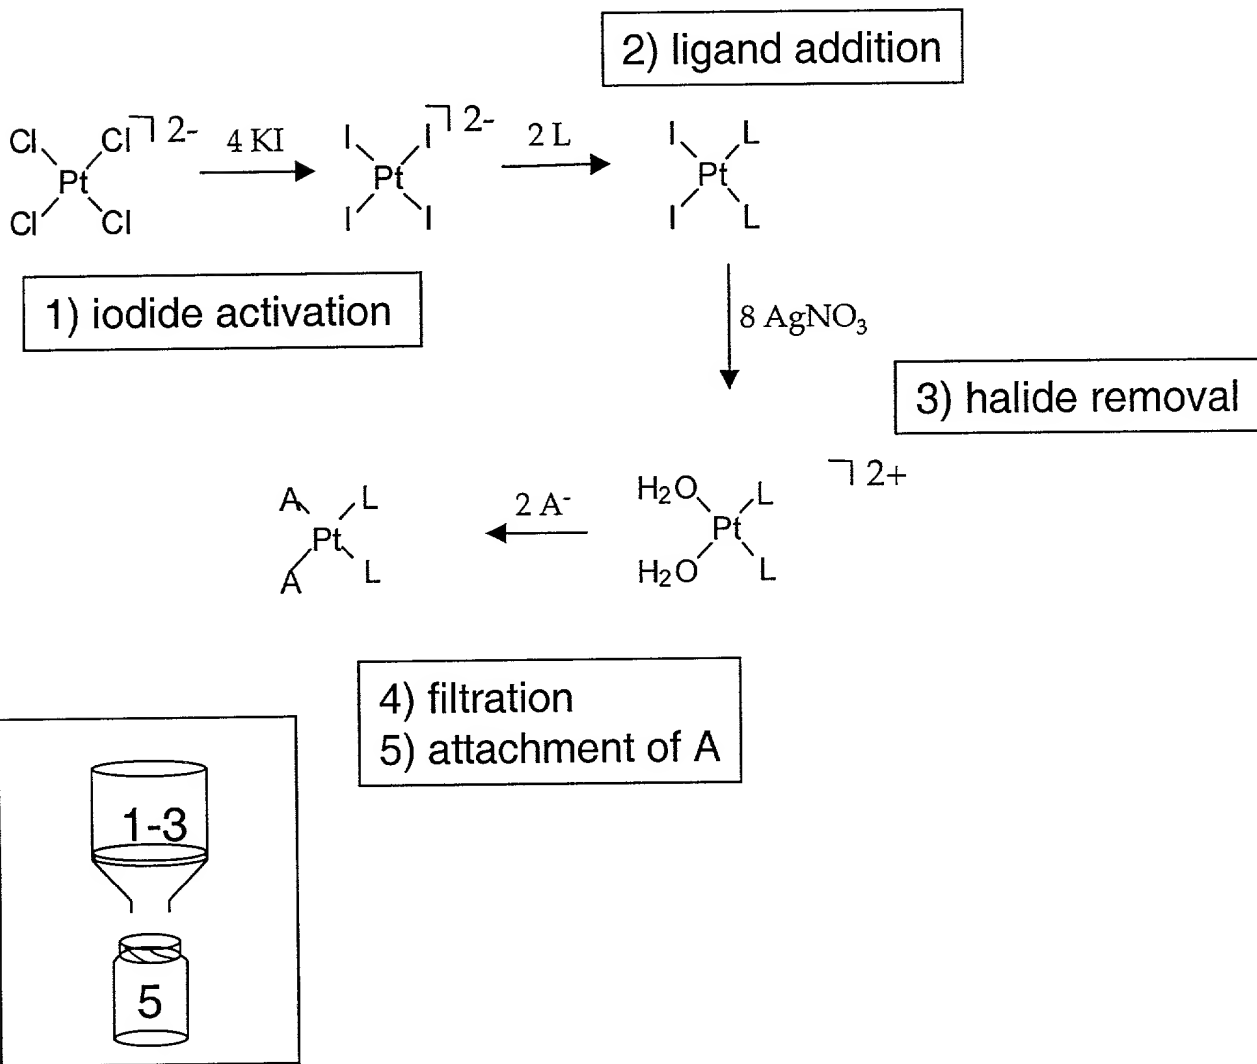 2) ligand addition
Cl Cl ⌝ 2-
Pt
Cl Cl
4 KI
I I ⌝ 2-
Pt
I I
2 L
I L
Pt
I L
1) iodide activation
8 AgNO₃
3) halide removal
⌝ 2+
H₂O L
Pt
H₂O L
2 A⁻
A L
Pt
A L
4) filtration
5) attachment of A
1-3
5